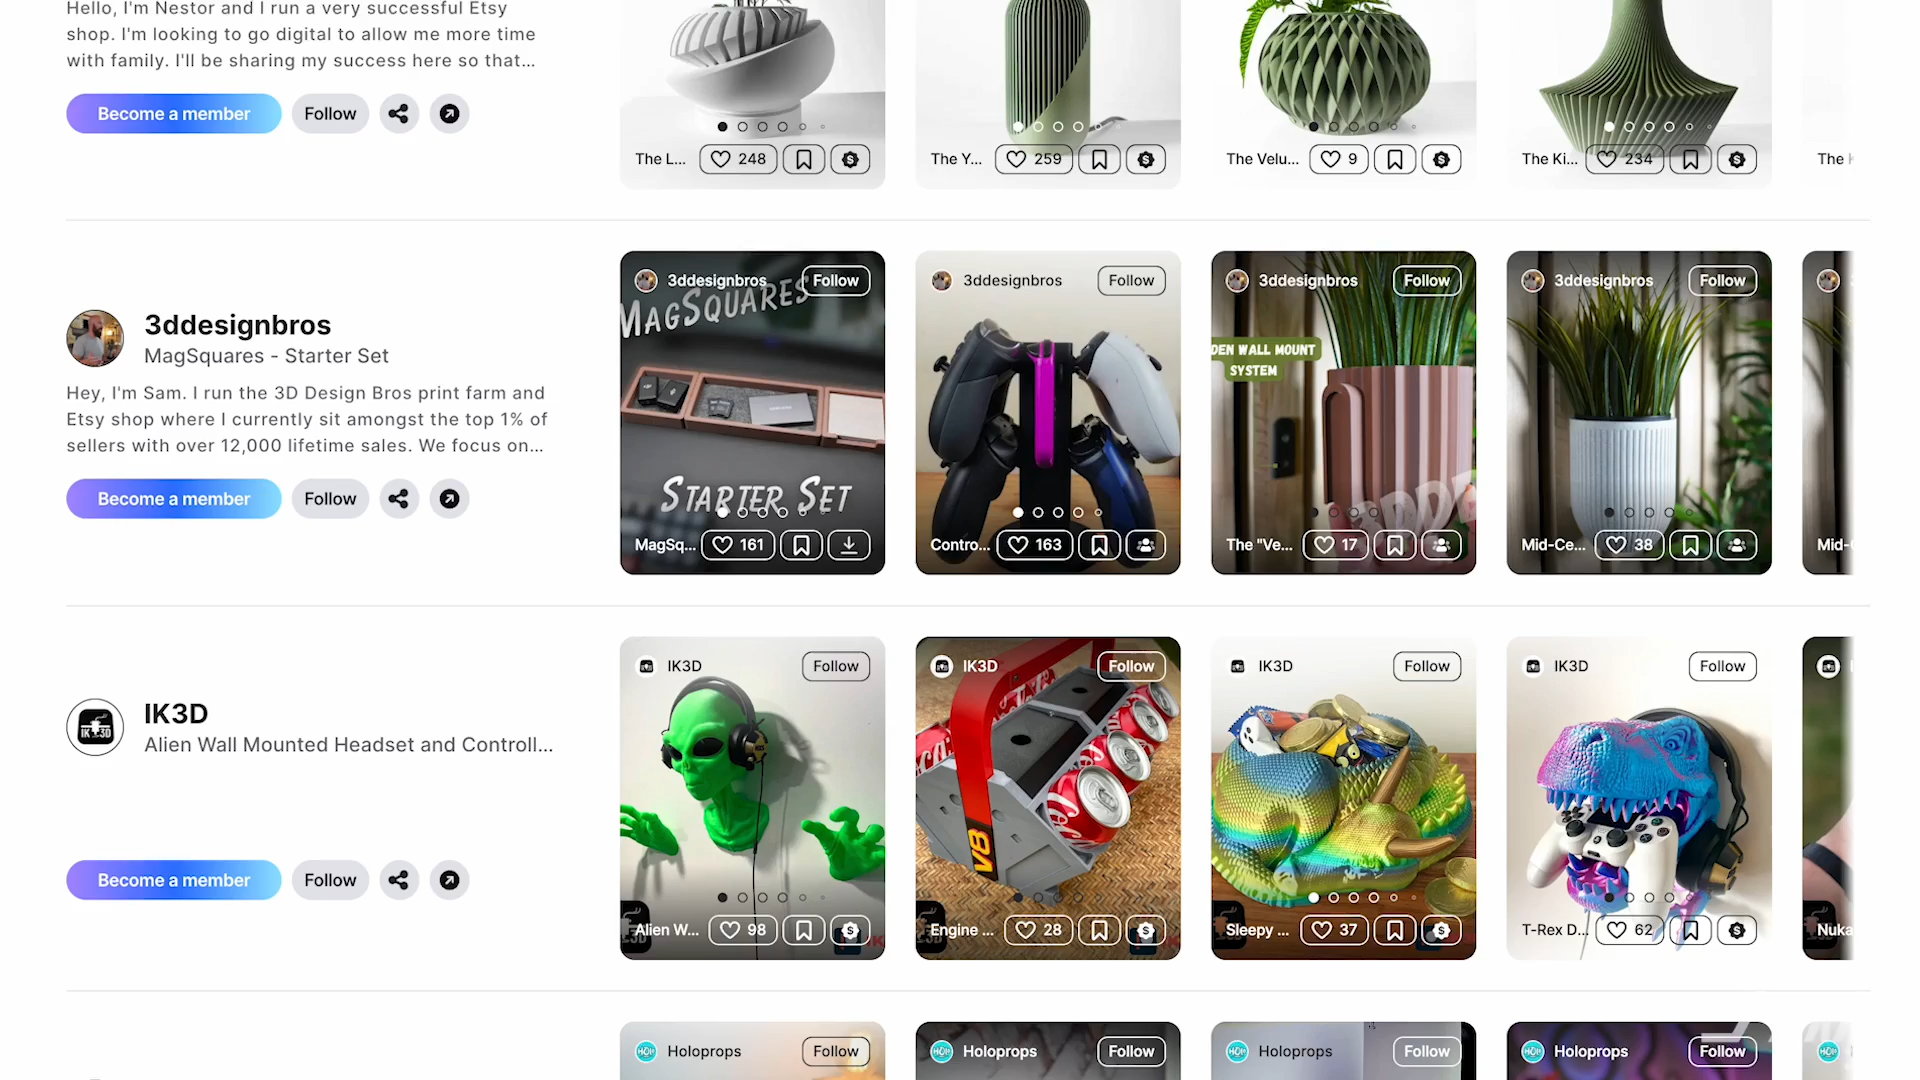 Hello, I'm Nestor and I run a very successful Etsy
shop. I'm looking to go digital to allow me more time
with family. I'll be sharing my success here so that...
Become a member
Follow
The L... 248
The Y... 259
The Velu... 9
The Ki... 234
The
3ddesignbros
MagSquares - Starter Set
Hey, I'm Sam. I run the 3D Design Bros print farm and
Etsy shop where I currently sit amongst the top 1% of
sellers with over 12,000 lifetime sales. We focus on...
Become a member
Follow
3ddesignbros Follow
MAGSQUARES
STARTER SET
MagSq... 161
3ddesignbros Follow
Contro... 163
3ddesignbros Follow
DEN WALL MOUNT
SYSTEM
The "Ve... 17
3ddesignbros Follow
Mid-Ce... 38
Mid-
IK3D
Alien Wall Mounted Headset and Controll...
Become a member
Follow
IK3D Follow
Alien W... 98
IK3D Follow
V8
Engine ... 28
IK3D Follow
Sleepy ... 37
IK3D Follow
T-Rex D... 62
Nuka
Holoprops Follow
Holoprops Follow
Holoprops Follow
Holoprops Follow